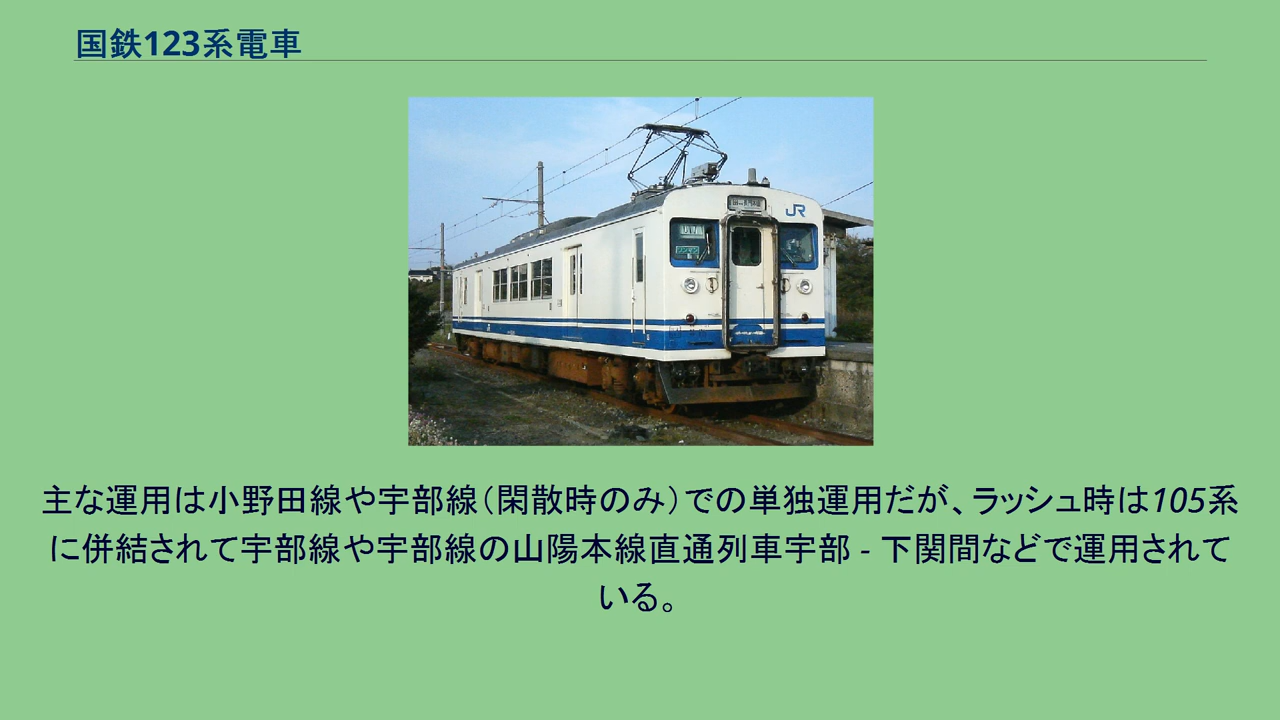 国鉄123系電車
JR
主な運用は小野田線や宇部線（閑散時のみ）での単独運用だが、ラッシュ時は105系
に併結されて宇部線や宇部線の山陽本線直通列車宇部 - 下関間などで運用されて
いる。